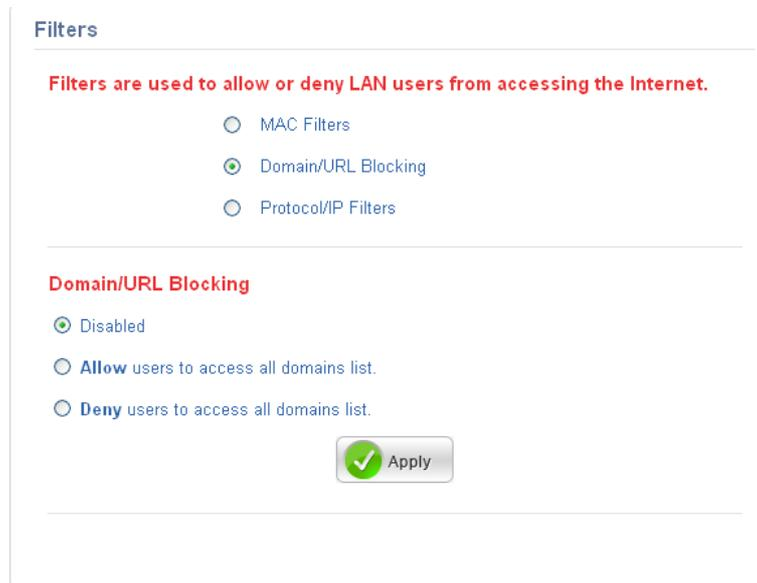 Filters
Filters are used to allow or deny LAN users from accessing the Internet.
MAC Filters
Domain/URL Blocking
Protocol/IP Filters
Domain/URL Blocking
Disabled
Allow users to access all domains list.
Deny users to access all domains list.
Apply